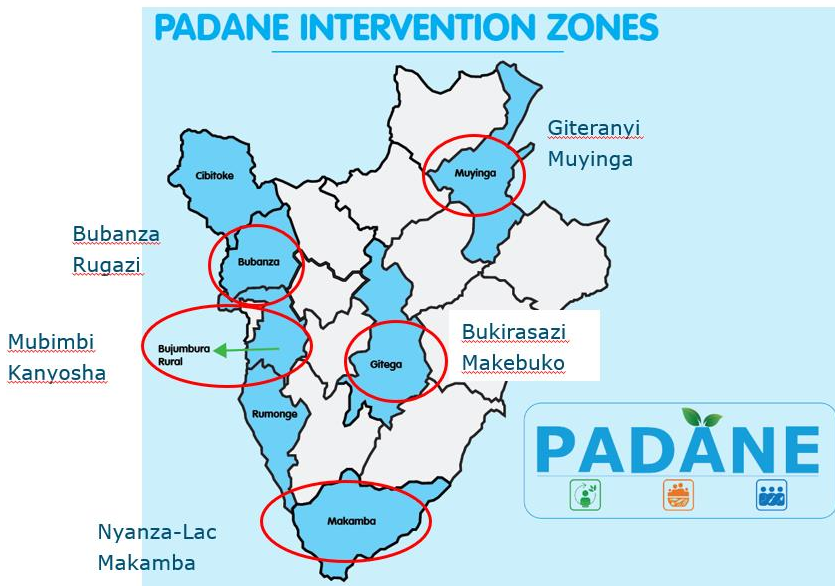 PADANE INTERVENTION ZONES
Giteranyi
Muyinga
Cibitoke
Muyinga
Bubanza
Rugazi
Bubanza
Mubimbi
Kanyosha
Bujumbura
Rural
Bukirasazi
Makebuko
Gitega
Rumonge
PADANE
Makamba
Nyanza-Lac
Makamba